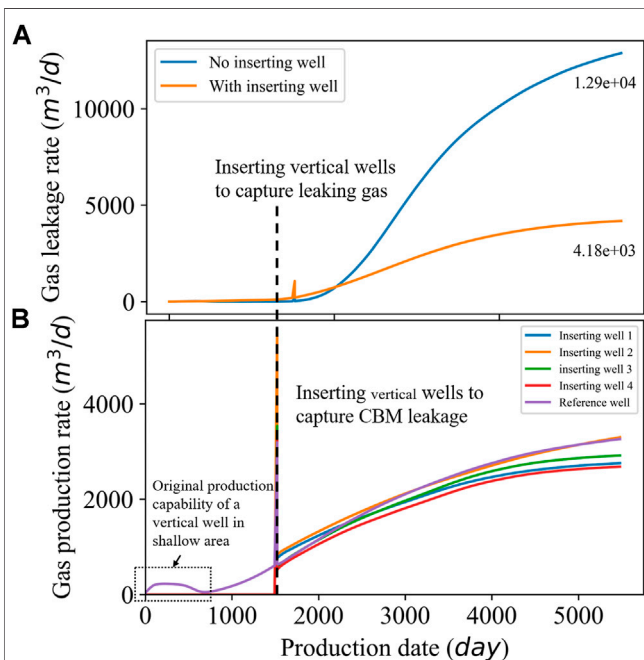 A
Gas leakage rate (m³/d)
10000
5000
0
No inserting well
With inserting well
1.29e+04
Inserting vertical wells
to capture leaking gas
4.18e+03
B
Gas production rate (m³/d)
4000
2000
0
Inserting well 1
Inserting well 2
inserting well 3
Inserting well 4
Reference well
Inserting vertical wells to
capture CBM leakage
Original production
capability of a
vertical well in
shallow area
0
1000
2000
3000
4000
5000
Production date (day)